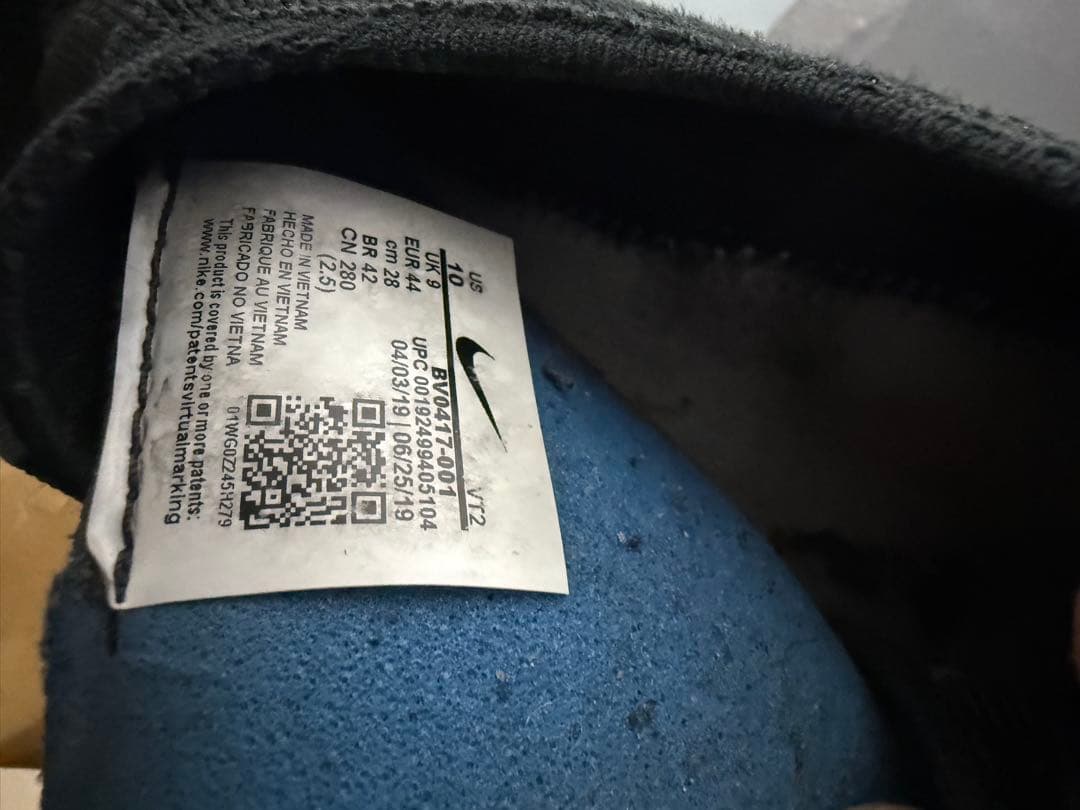 US
10
VT2
UK 9
BV0417-001
EUR 44
UPC 00192499405104
cm 28
04/03/19 | 06/25/19
BR 42
CN 280
(2.5)
MADE IN VIETNAM
HECHO EN VIETNAM
FABRIQUE AU VIETNAM
FABRICADO NO VIETNA
01WG0Z245H279
This product is covered by one or more patents:
www.nike.com/patentsvirtualmarking